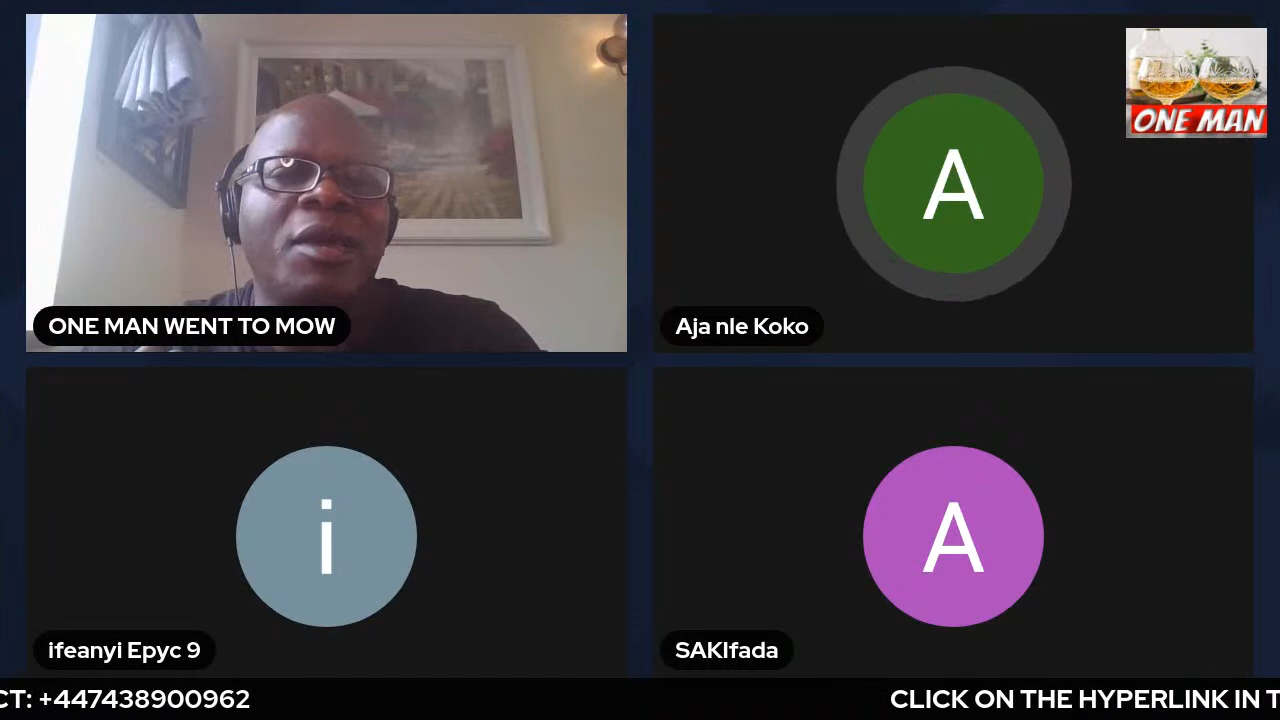 ONE MAN
ONE MAN WENT TO MOW
A
Aja nle Koko
i
ifeanyi Epyc 9
A
SAKIfada
CT: +447438900962 CLICK ON THE HYPERLINK IN T